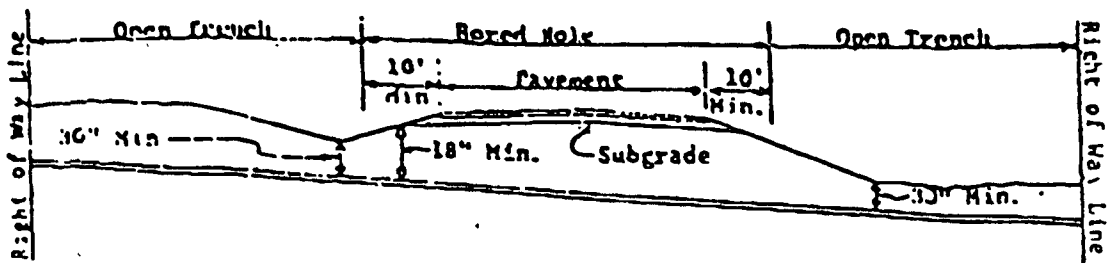 Open Trench
Bored Hole
Open Trench
10'
Min.
Pavement
10'
Min.
Right of Way Line
30" Min
18" Min.
Subgrade
30" Min.
Right of Way Line